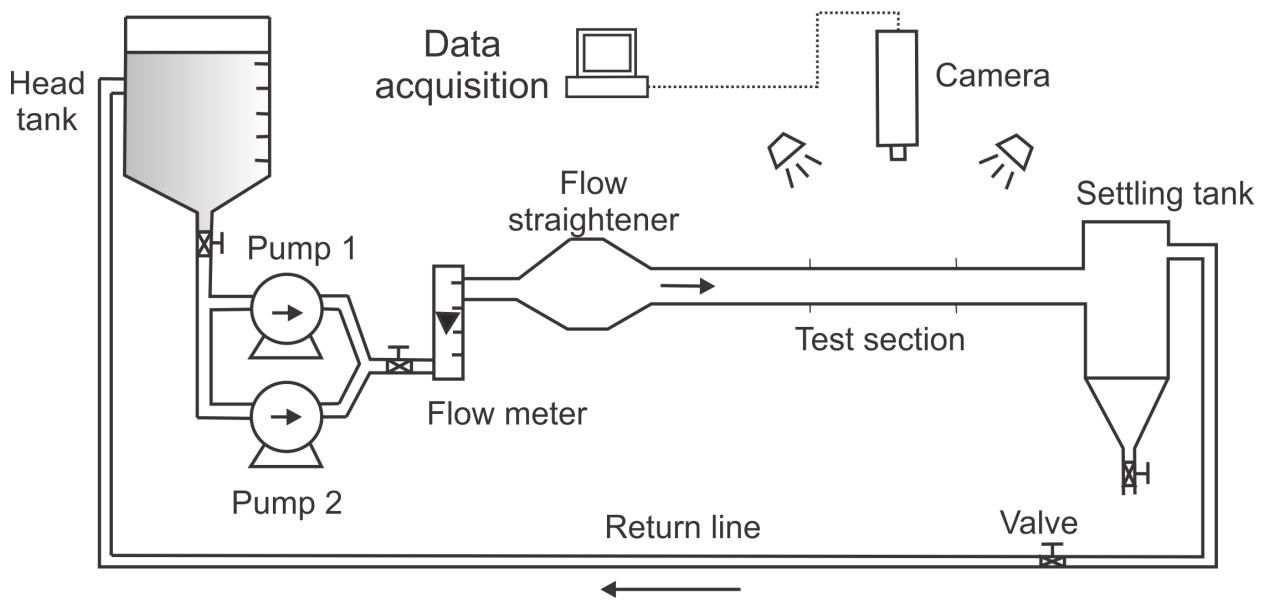 Head
tank
Data
acquisition
Camera
Flow
straightener
Settling tank
Pump 1
Test section
Flow meter
Pump 2
Return line
Valve